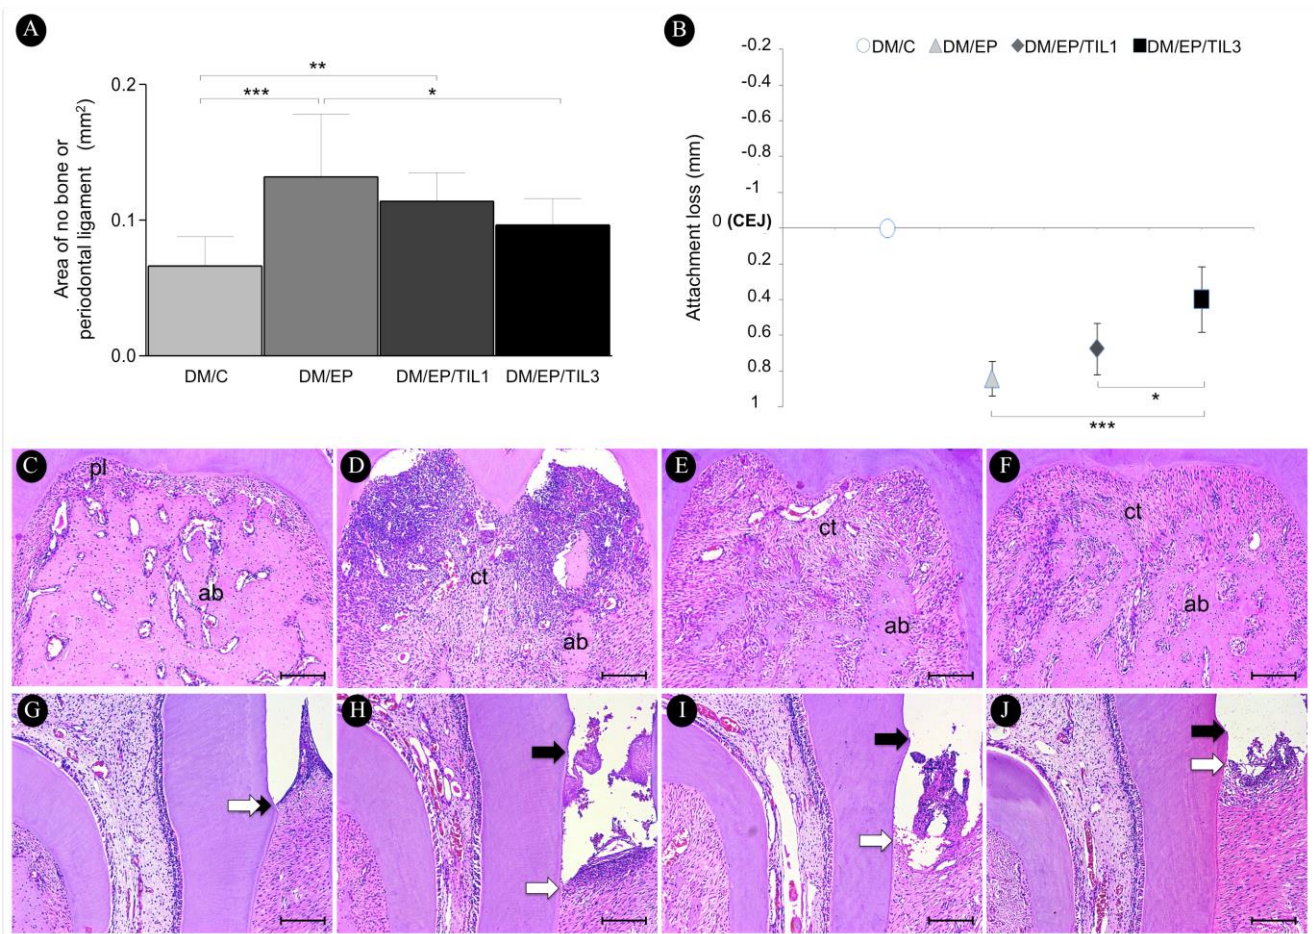 A
**
***
*
0.2
0.1
0.0
Area of no bone or
periodontal ligament (mm²)
DM/C
DM/EP
DM/EP/TIL1
DM/EP/TIL3
B
DM/C
DM/EP
DM/EP/TIL1
DM/EP/TIL3
Attachment loss (mm)
-0.2
-0.4
-0.6
-0.8
-1
0 (CEJ)
0.2
0.4
0.6
0.8
1
*
***
C
pl
ab
D
ct
ab
E
ct
ab
F
ct
ab
G
H
I
J